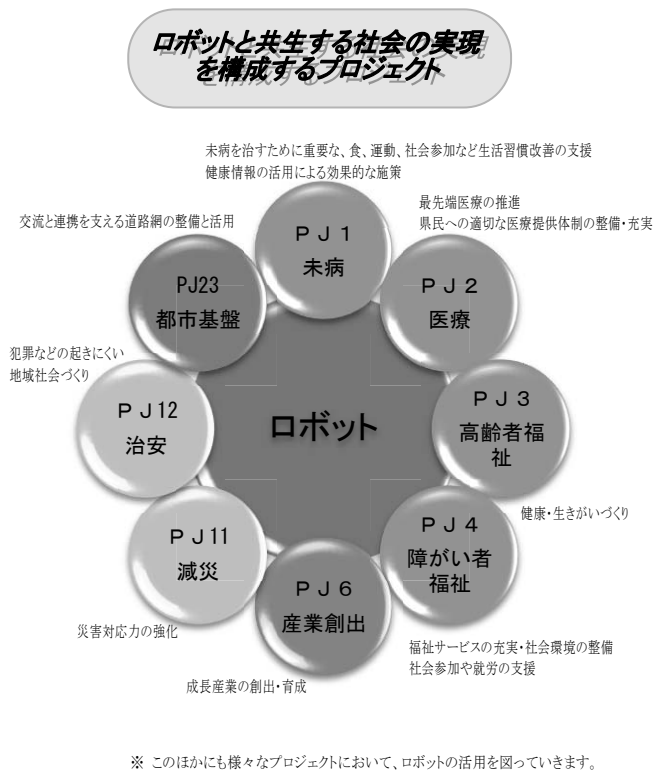 ロボットと共生する社会の実現
を構成するプロジェクト
未病を治すために重要な、食、運動、社会参加など生活習慣改善の支援
健康情報の活用による効果的な施策
最先端医療の推進
県民への適切な医療提供体制の整備・充実
交流と連携を支える道路網の整備と活用
ＰＪ１
未病
ＰＪ２
医療
PJ23
都市基盤
犯罪などの起きにくい
地域社会づくり
ＰＪ３
高齢者福
祉
ＰＪ12
治安
ロボット
健康・生きがいづくり
ＰＪ４
障がい者
福祉
ＰＪ11
減災
ＰＪ６
産業創出
災害対応力の強化
福祉サービスの充実・社会環境の整備
社会参加や就労の支援
成長産業の創出・育成
※ このほかにも様々なプロジェクトにおいて、ロボットの活用を図っていきます。